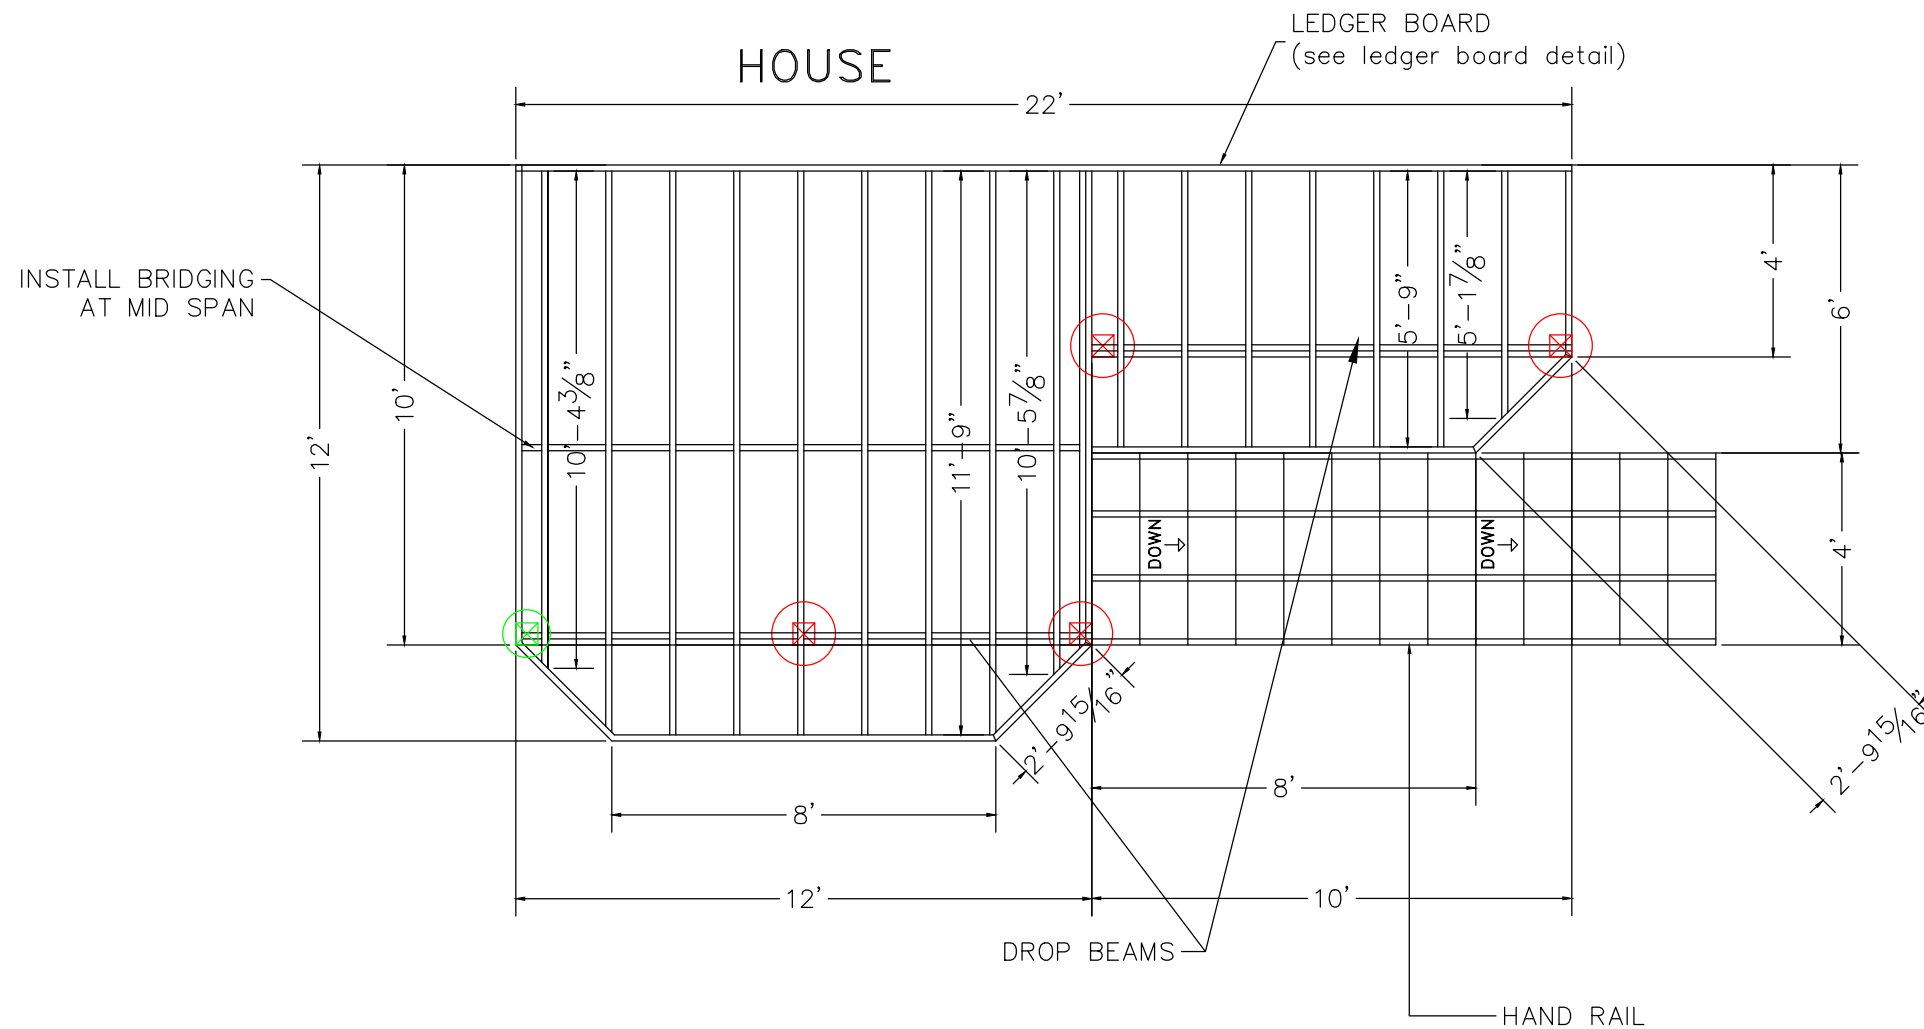 LEDGER BOARD
(see ledger board detail)
HOUSE
22'
INSTALL BRIDGING
AT MID SPAN
12'
10'
10'-4 3/8"
11'-9"
10'-5 7/8"
5'-9"
5'-1 7/8"
4'
6'
4'
DOWN
DOWN
2'-9 15/16"
2'-9 15/16"
8'
8'
12'
10'
DROP BEAMS
HAND RAIL